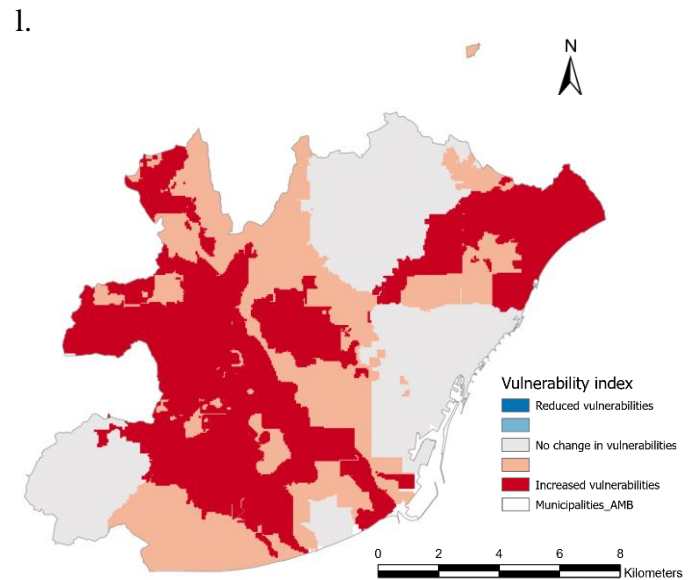 l.
N
Vulnerability index
Reduced vulnerabilities
No change in vulnerabilities
Increased vulnerabilities
Municipalities_AMB
0 2 4 6 8
Kilometers